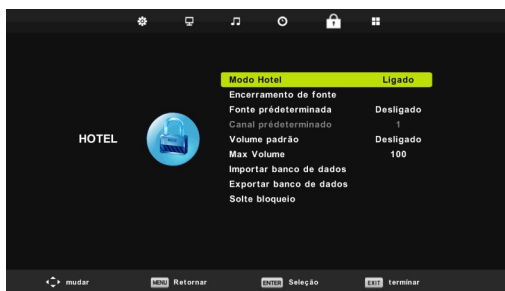 Modo Hotel Ligado
Encerramento de fonte
Fonte prédeterminada Desligado
Canal prédeterminado 1
HOTEL Volume padrão Desligado
Max Volume 100
Importar banco de dados
Exportar banco de dados
Solte bloqueio
mudar MENU Retornar ENTER Seleção EXIT terminar